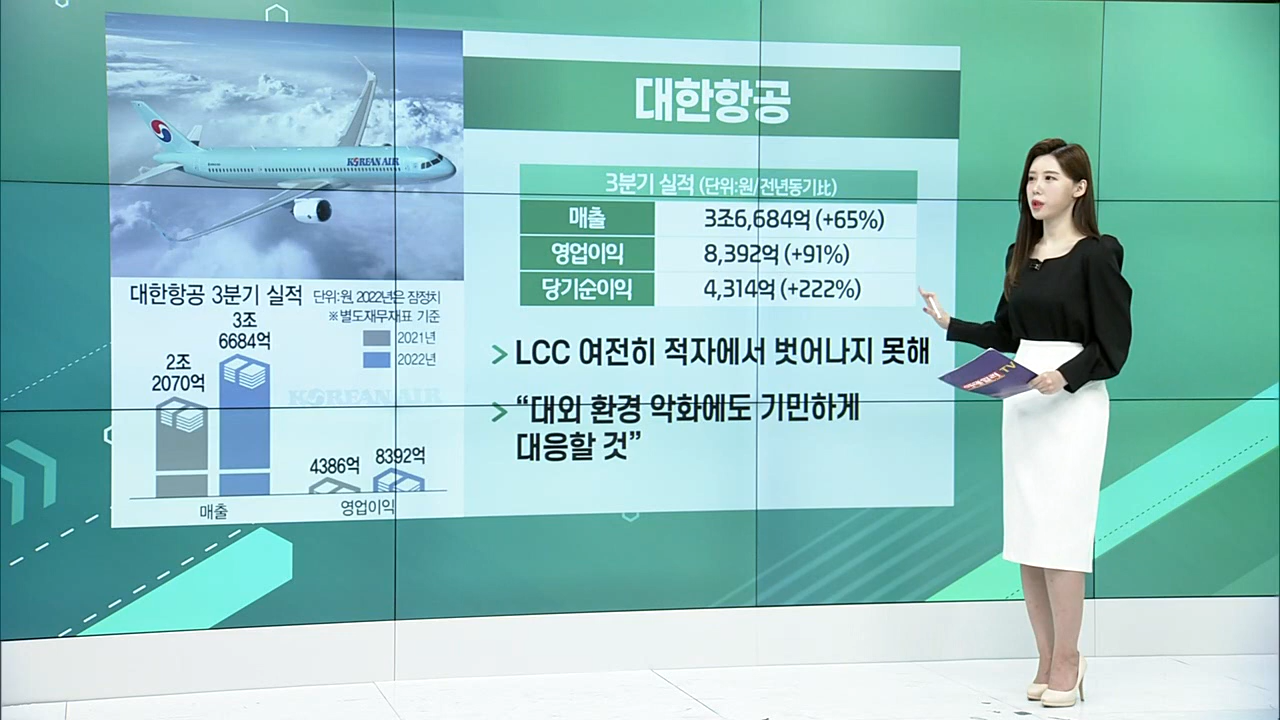 대한항공
KOREAN AIR
3분기 실적 (단위:원/전년동기比)
매출 3조6,684억 (+65%)
영업이익 8,392억 (+91%)
당기순이익 4,314억 (+222%)
LCC 여전히 적자에서 벗어나지 못해
“대외 환경 악화에도 기민하게
대응할 것”
대한항공 3분기 실적 단위:원, 2022년은 잠정치
※별도재무재표 기준
2021년
2022년
2조
2070억
3조
6684억
KOREAN AIR
4386억
8392억
매출
영업이익
TV